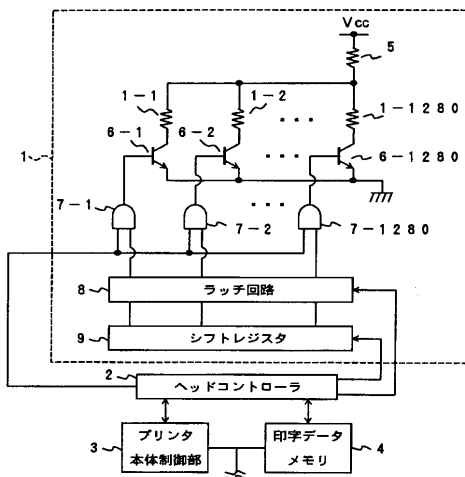 Vcc
5
1-1
1-2
1-1280
6-1
6-2
6-1280
1
7-1
7-2
7-1280
8
ラッチ回路
9
シフトレジスタ
2
ヘッドコントローラ
3
プリンタ
本体制御部
印字データ
メモリ
4